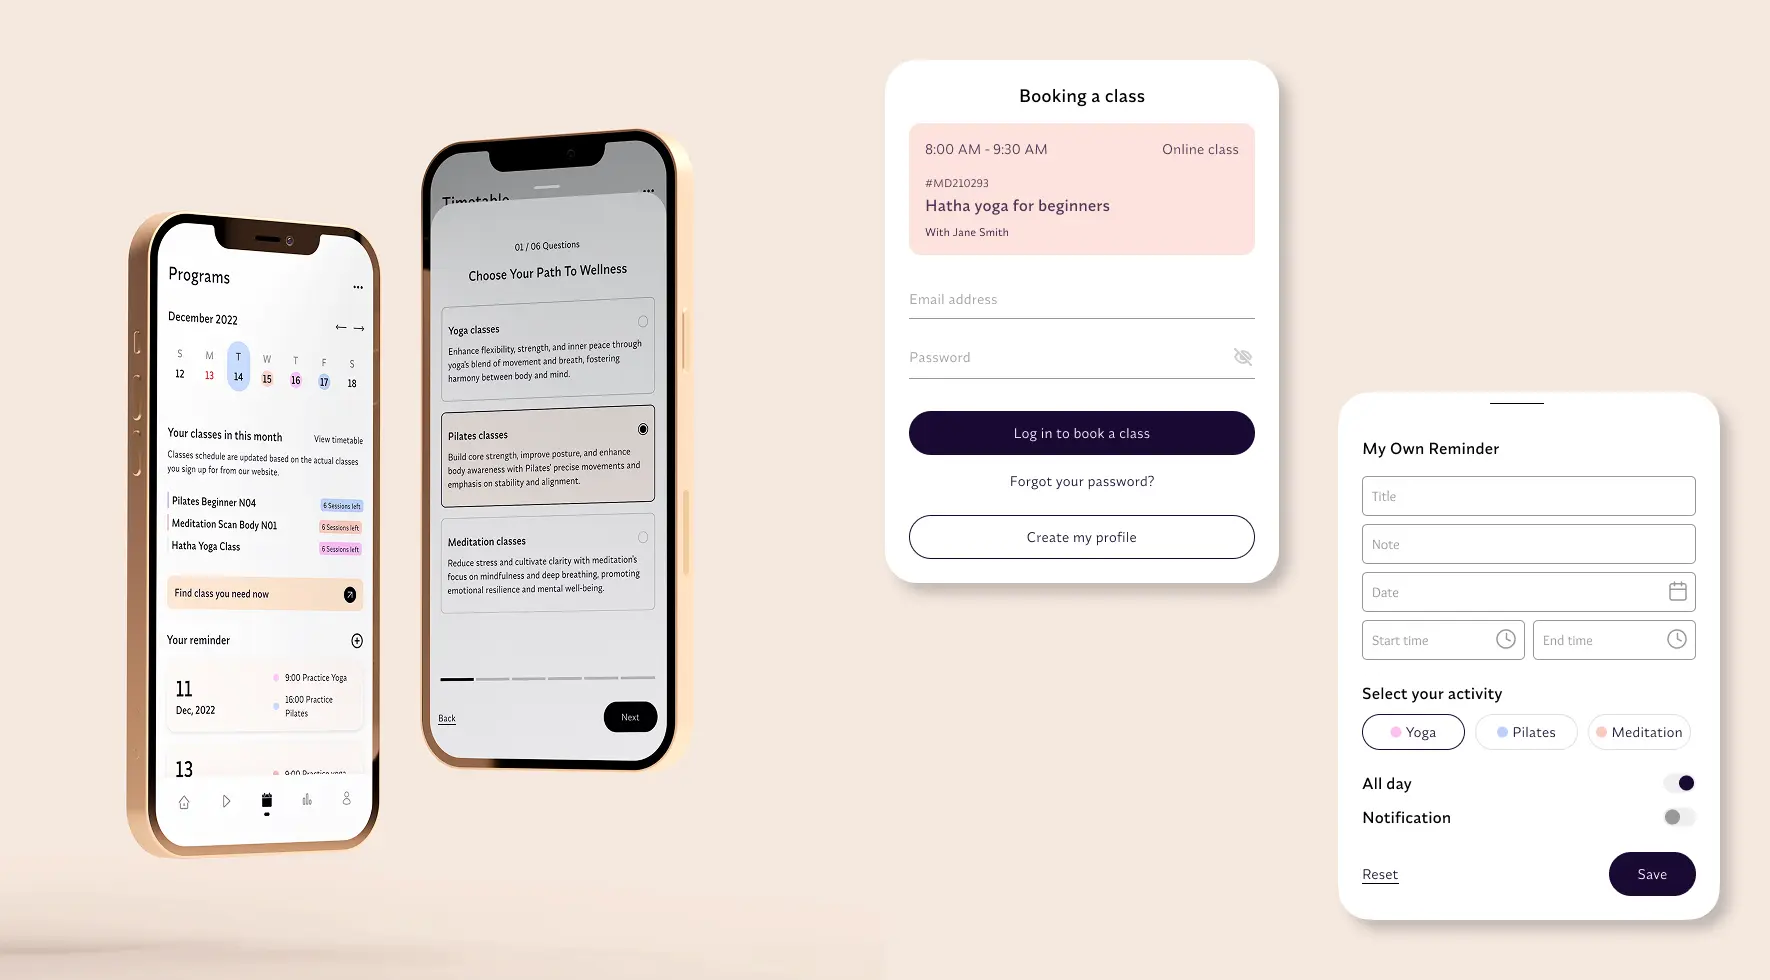 Programs
...
December 2022
← →
S M T W T F S
12 13 14 15 16 17 18
Your classes in this month
View timetable
Classes schedule are updated based on the actual classes
you sign up for from our website.
Pilates Beginner N04
6 Sessions left
Meditation Scan Body N01
6 Sessions left
Hatha Yoga Class
6 Sessions left
Find class you need now
Your reminder
11
Dec, 2022
9:00 Practice Yoga
16:00 Practice
Pilates
13
9:00 Practice yoga
Timetable
...
01 / 06 Questions
Choose Your Path To Wellness
Yoga classes
Enhance flexibility, strength, and inner peace through
yoga's blend of movement and breath, fostering
harmony between body and mind.
Pilates classes
Build core strength, improve posture, and enhance
body awareness with Pilates' precise movements and
emphasis on stability and alignment.
Meditation classes
Reduce stress and cultivate clarity with meditation's
focus on mindfulness and deep breathing, promoting
emotional resilience and mental well-being.
Back
Next
Booking a class
8:00 AM - 9:30 AM
Online class
#MD210293
Hatha yoga for beginners
With Jane Smith
Email address
Password
Log in to book a class
Forgot your password?
Create my profile
My Own Reminder
Title
Note
Date
Start time
End time
Select your activity
Yoga
Pilates
Meditation
All day
Notification
Reset
Save